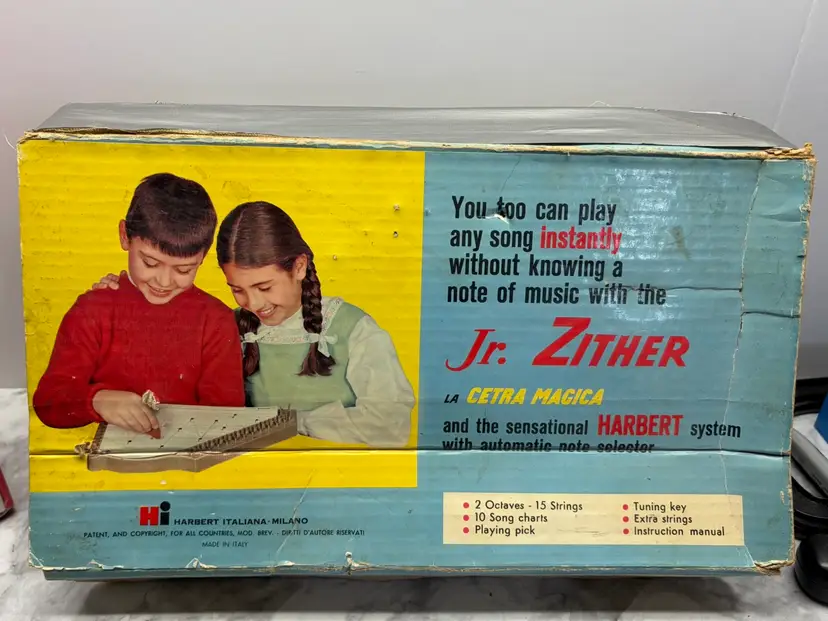 You too can play
any song instantly
without knowing a
note of music with the
Jr. ZITHER
LA CETRA MAGICA
and the sensational HARBERT system
with automatic note selector
Hi HARBERT ITALIANA-MILANO
PATENT, AND COPYRIGHT, FOR ALL COUNTRIES, MOD. BREV. - DIRITTI D'AUTORE RISERVATI
MADE IN ITALY
• 2 Octaves - 15 Strings
• 10 Song charts
• Playing pick
• Tuning key
• Extra strings
• Instruction manual